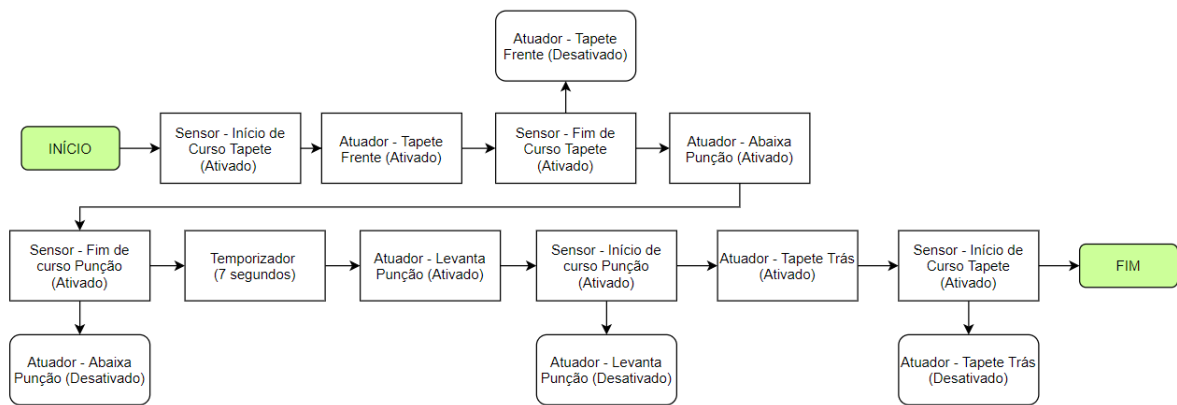 Atuador - Tapete
Frente (Desativado)
INÍCIO
Sensor - Início de
Curso Tapete
(Ativado)
Atuador - Tapete
Frente (Ativado)
Sensor - Fim de
Curso Tapete
(Ativado)
Atuador - Abaixa
Punção (Ativado)
Sensor - Fim de
curso Punção
(Ativado)
Temporizador
(7 segundos)
Atuador - Levanta
Punção (Ativado)
Sensor - Início de
curso Punção
(Ativado)
Atuador - Tapete Trás
(Ativado)
Sensor - Início de
Curso Tapete
(Ativado)
FIM
Atuador - Abaixa
Punção (Desativado)
Atuador - Levanta
Punção (Desativado)
Atuador - Tapete Trás
(Desativado)